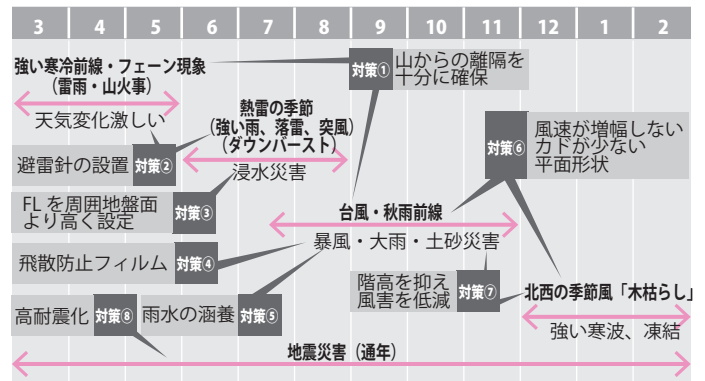 3 4 5 6 7 8 9 10 11 12 1 2
強い寒冷前線・フェーン現象
（雷雨・山火事）
天気変化激しい
対策①
山からの離隔を
十分に確保
熱雷の季節
（強い雨、落雷、突風）
（ダウンバースト）
浸水災害
対策⑥
風速が増幅しない
カドが少ない
平面形状
避雷針の設置 対策②
FLを周囲地盤面
より高く設定
対策③
台風・秋雨前線
暴風・大雨・土砂災害
飛散防止フィルム 対策④
階高を抑え
風害を低減
対策⑦
北西の季節風「木枯らし」
強い寒波、凍結
高耐震化 対策⑧
雨水の涵養 対策⑤
地震災害（通年）